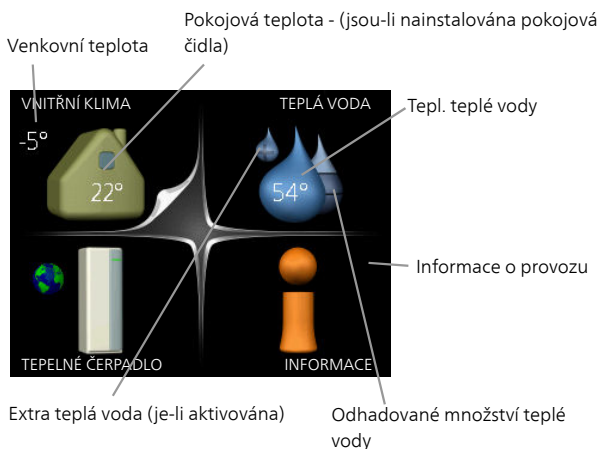 Pokojová teplota - (jsou-li nainstalována pokojová
čidla)
Venkovní teplota
VNITŘNÍ KLIMA
TEPLÁ VODA
Tepl. teplé vody
-5°
22°
54°
Informace o provozu
TEPELNÉ ČERPADLO
INFORMACE
Extra teplá voda (je-li aktivována)
Odhadované množství teplé
vody